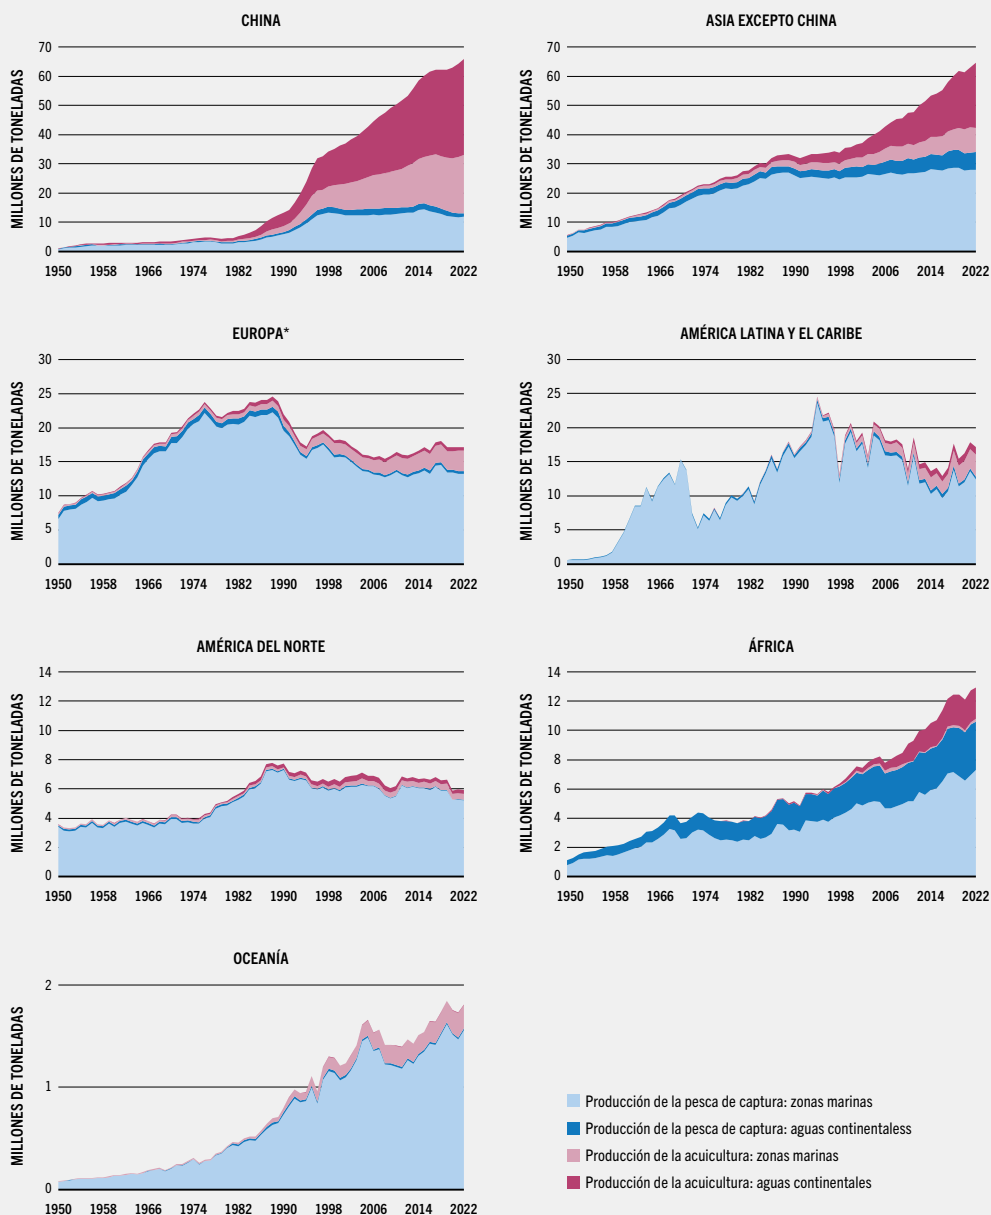 CHINA
MILLONES DE TONELADAS
70
60
50
40
30
20
10
0
1950 1958 1966 1974 1982 1990 1998 2006 2014 2022
ASIA EXCEPTO CHINA
MILLONES DE TONELADAS
70
60
50
40
30
20
10
0
1950 1958 1966 1974 1982 1990 1998 2006 2014 2022
EUROPA*
MILLONES DE TONELADAS
30
25
20
15
10
5
0
1950 1958 1966 1974 1982 1990 1998 2006 2014 2022
AMÉRICA LATINA Y EL CARIBE
MILLONES DE TONELADAS
30
25
20
15
10
5
0
1950 1958 1966 1974 1982 1990 1998 2006 2014 2022
AMÉRICA DEL NORTE
MILLONES DE TONELADAS
14
12
10
8
6
4
2
0
1950 1958 1966 1974 1982 1990 1998 2006 2014 2022
ÁFRICA
MILLONES DE TONELADAS
14
12
10
8
6
4
2
0
1950 1958 1966 1974 1982 1990 1998 2006 2014 2022
OCEANÍA
MILLONES DE TONELADAS
2
1
0
1950 1958 1966 1974 1982 1990 1998 2006 2014 2022
Producción de la pesca de captura: zonas marinas
Producción de la pesca de captura: aguas continentaless
Producción de la acuicultura: zonas marinas
Producción de la acuicultura: aguas continentales